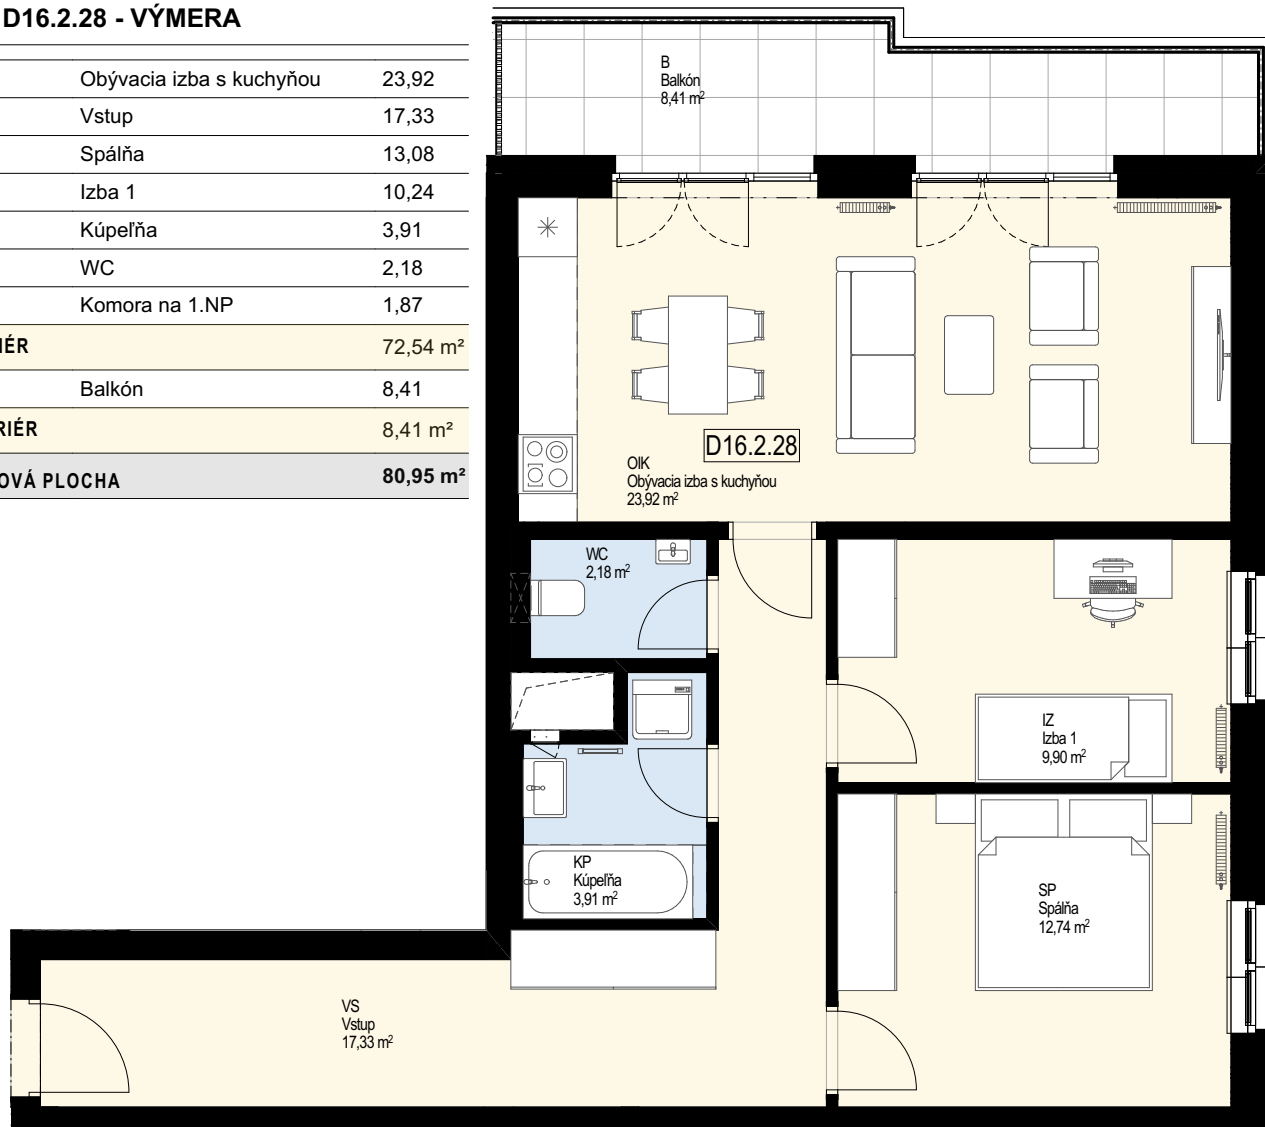 D16.2.28 - VÝMERA
Obývacia izba s kuchyňou 23,92
Vstup 17,33
Spálňa 13,08
Izba 1 10,24
Kúpeľňa 3,91
WC 2,18
Komora na 1.NP 1,87
IÉR 72,54 m²
Balkón 8,41
RIÉR 8,41 m²
OVÁ PLOCHA 80,95 m²
B
Balkón
8,41 m²
D16.2.28
OIK
Obývacia izba s kuchyňou
23,92 m²
WC
2,18 m²
IZ
Izba 1
9,90 m²
KP
Kúpeľňa
3,91 m²
SP
Spálňa
12,74 m²
VS
Vstup
17,33 m²